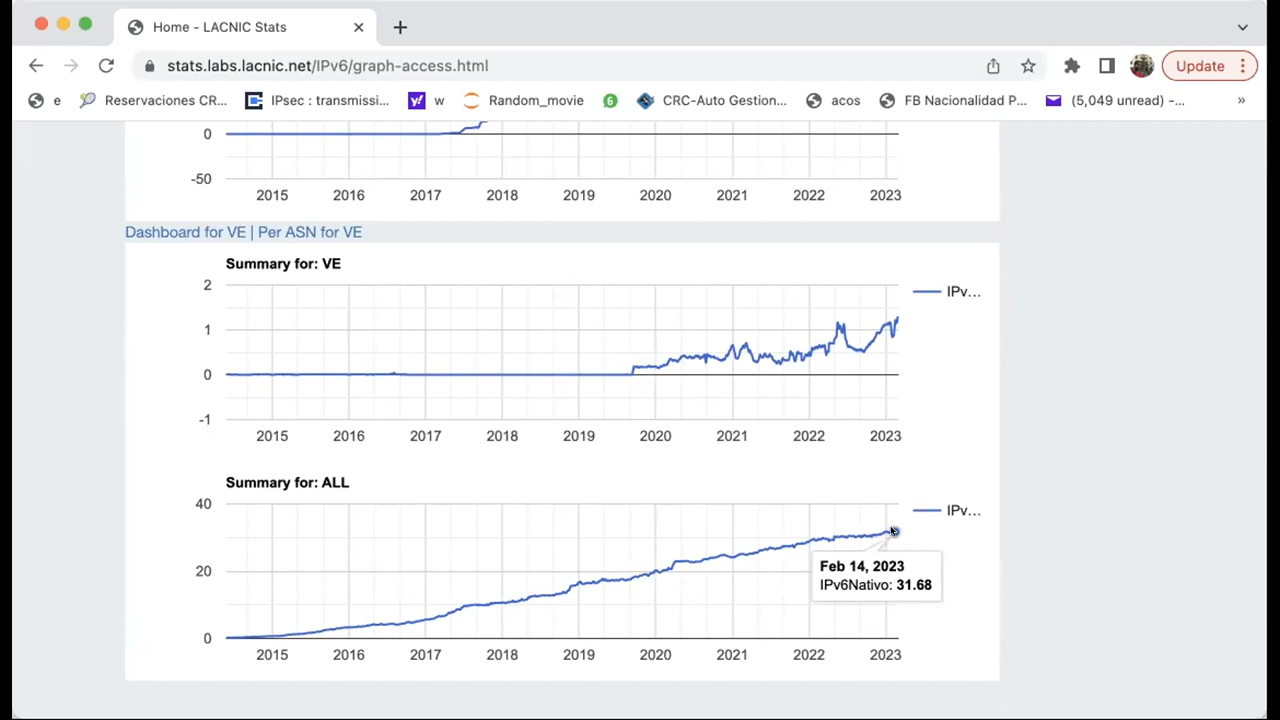 Home - LACNIC Stats
stats.labs.lacnic.net/IPv6/graph-access.html
Update
e Reservaciones CR... IPsec : transmissi... w Random_movie 6 CRC-Auto Gestion... acos FB Nacionalidad P... (5,049 unread) -... »
0
-50
2015 2016 2017 2018 2019 2020 2021 2022 2023
Dashboard for VE | Per ASN for VE
Summary for: VE
2
IPv...
1
0
-1
2015 2016 2017 2018 2019 2020 2021 2022 2023
Summary for: ALL
40
IPv...
20
0
Feb 14, 2023
IPv6Nativo: 31.68
2015 2016 2017 2018 2019 2020 2021 2022 2023